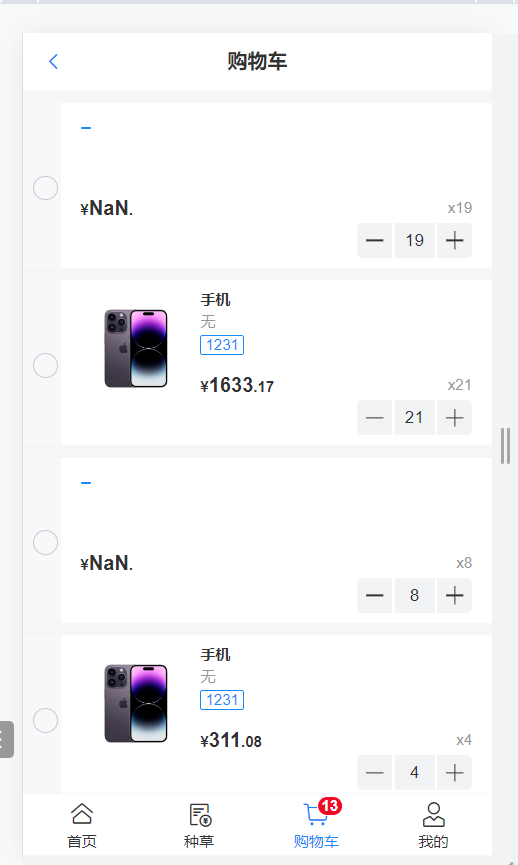 购物车
¥NaN.
x19
19
手机
无
1231
¥1633.17
x21
21
¥NaN.
x8
8
手机
无
1231
¥311.08
x4
4
13
首页
种草
购物车
我的